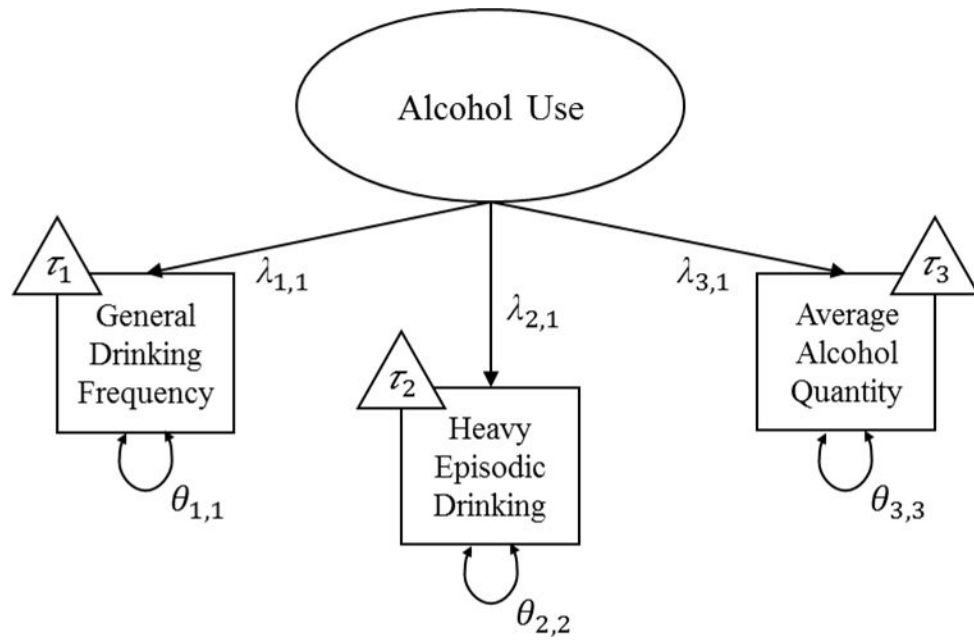 Alcohol Use
τ₁
λ₁,₁
λ₃,₁
τ₃
General
Drinking
Frequency
λ₂,₁
Average
Alcohol
Quantity
τ₂
Heavy
Episodic
Drinking
θ₁,₁
θ₃,₃
θ₂,₂